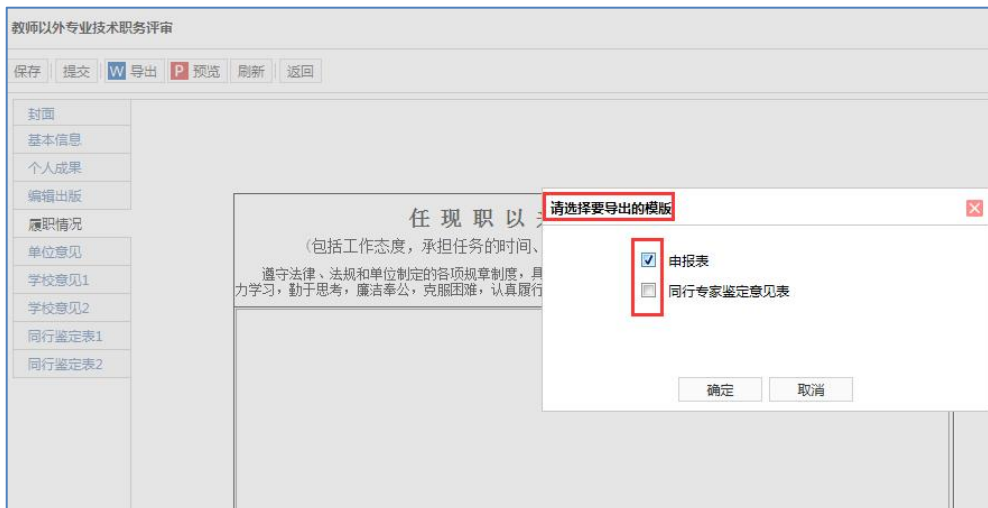 教师以外专业技术职务评审
保存 提交 W 导出 P 预览 刷新 返回
封面
基本信息
个人成果
编辑出版
履职情况
单位意见
学校意见1
学校意见2
同行鉴定表1
同行鉴定表2
任 现 职 以
（包括工作态度，承担任务的时间、
遵守法律、法规和单位制定的各项规章制度，具
力学习，勤于思考，廉洁奉公，克服困难，认真履行
请选择要导出的模版
申报表
同行专家鉴定意见表
确定 取消